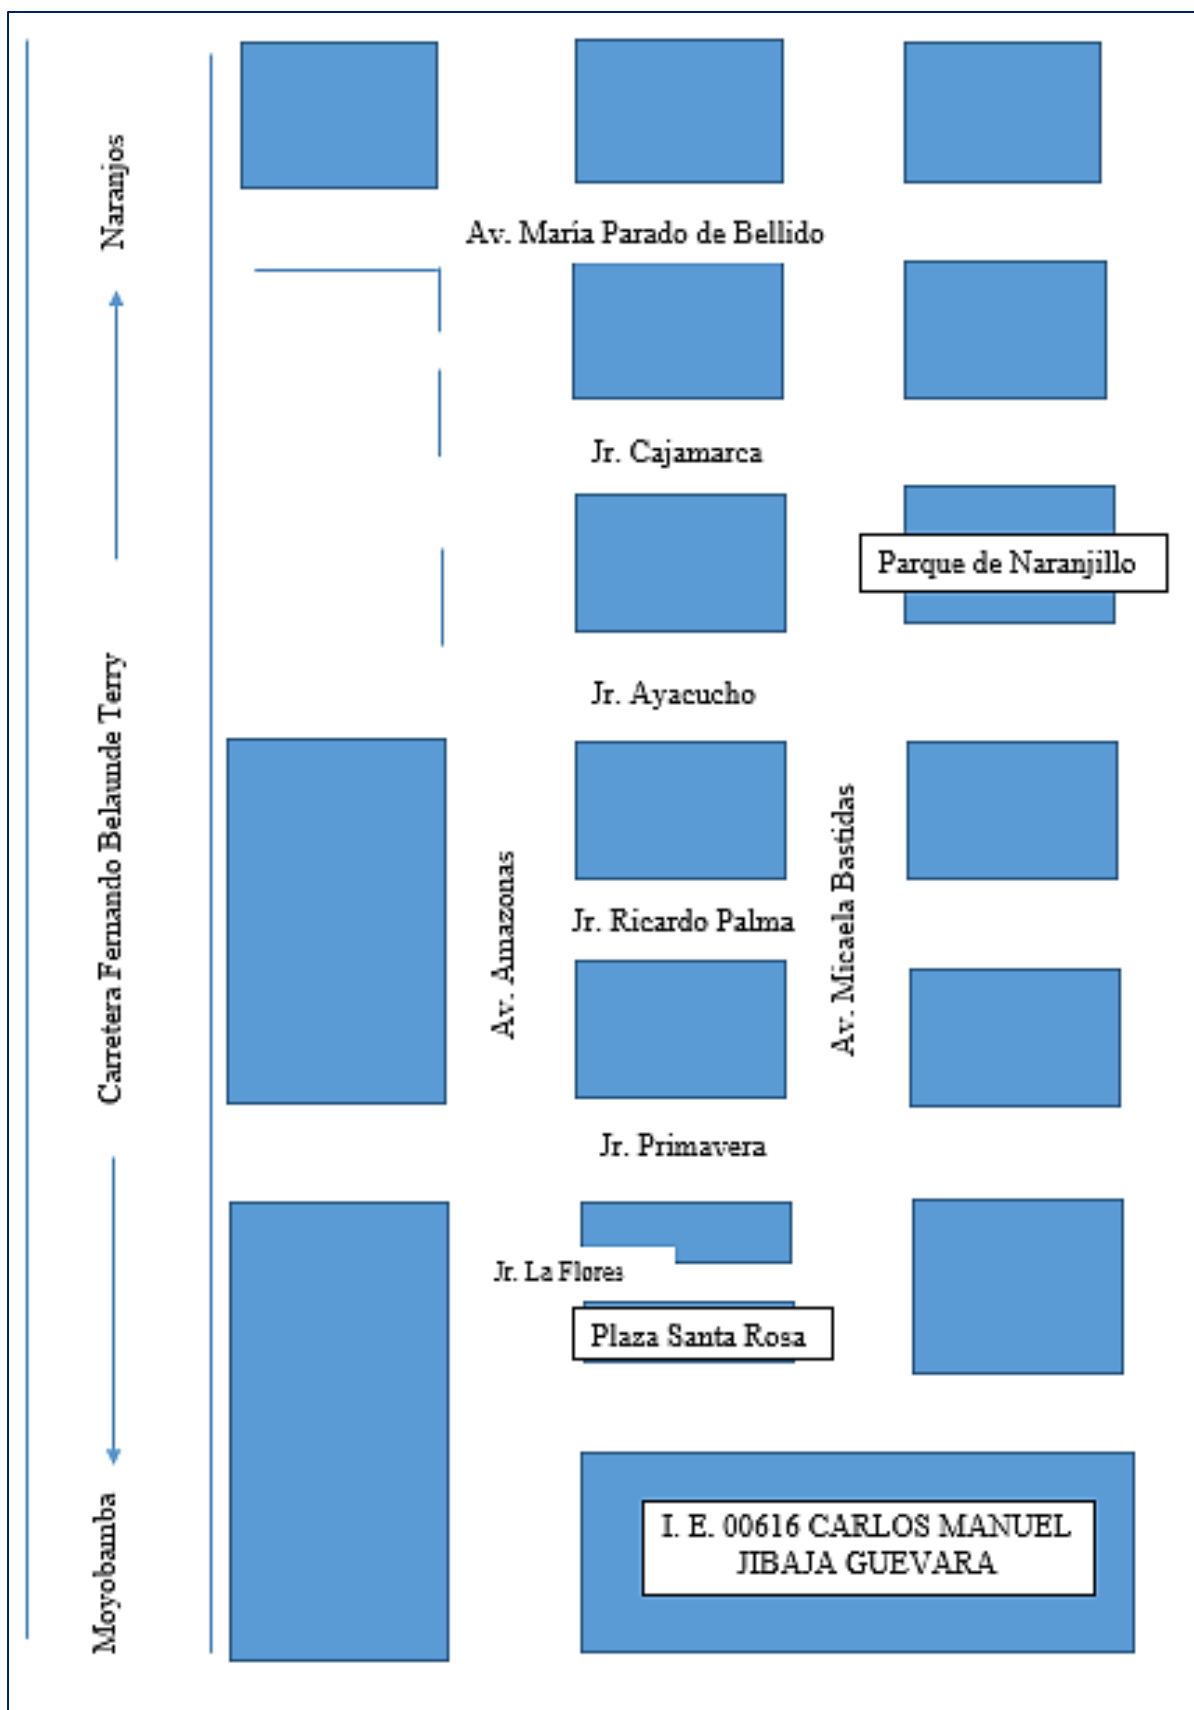 Naranjos
Av. María Parado de Bellido
Jr. Cajamarca
Parque de Naranjillo
Jr. Ayacucho
Carretera Fernando Belaunde Terry
Av. Amazonas
Av. Micaela Bastidas
Jr. Ricardo Palma
Jr. Primavera
Jr. La Flores
Plaza Santa Rosa
Moyobamba
I. E. 00616 CARLOS MANUEL
JIBAJA GUEVARA